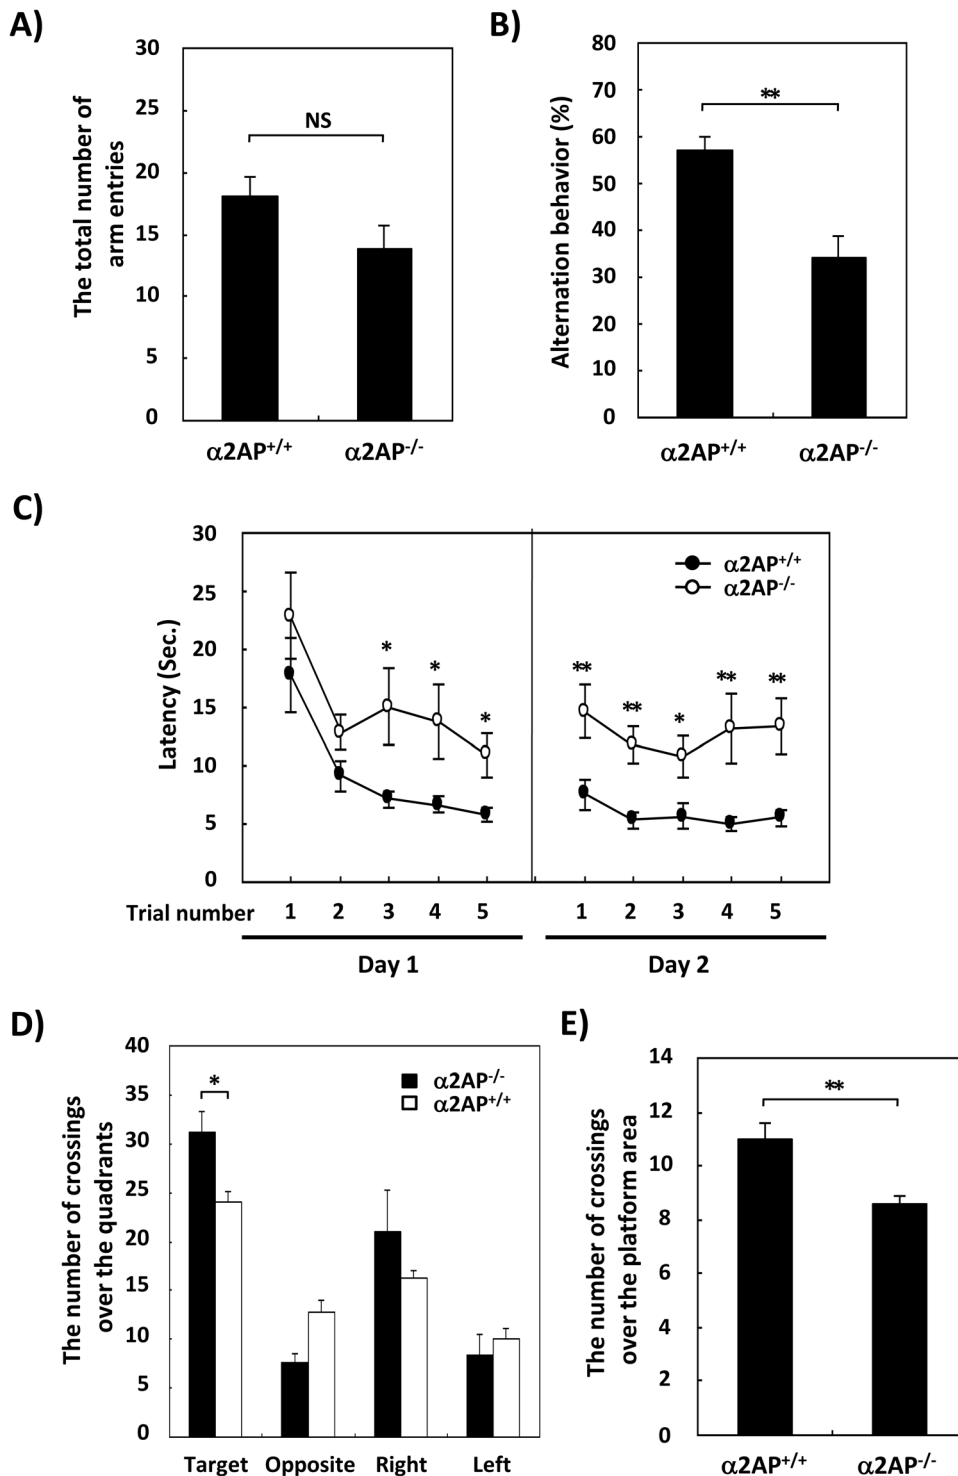 A)
The total number of
arm entries
30
25
20
15
10
5
0
NS
α2AP+/+
α2AP-/-
B)
Alternation behavior (%)
80
70
60
50
40
30
20
10
0
**
α2AP+/+
α2AP-/-
C)
Latency (Sec.)
30
25
20
15
10
5
0
α2AP+/+
α2AP-/-
* * * ** ** * ** **
Trial number 1 2 3 4 5 1 2 3 4 5
Day 1 Day 2
D)
The number of crossings
over the quadrants
40
35
30
25
20
15
10
5
0
*
α2AP-/-
α2AP+/+
Target Opposite Right Left
E)
The number of crossings
over the platform area
14
12
10
8
6
4
2
0
**
α2AP+/+
α2AP-/-